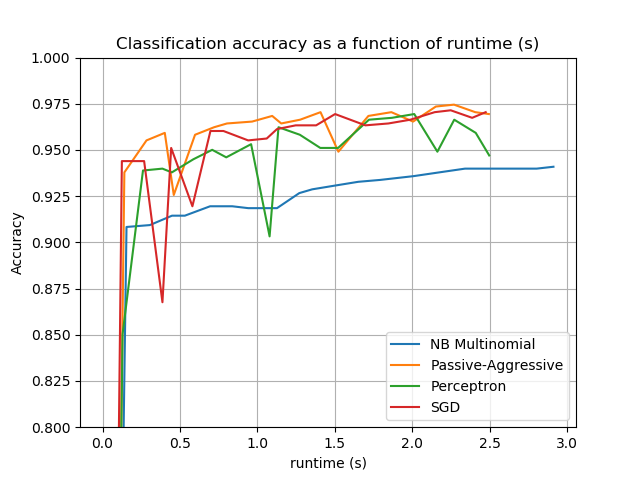 Classification accuracy as a function of runtime (s)
1.000
0.975
0.950
0.925
0.900
0.875
0.850
0.825
0.800
Accuracy
NB Multinomial
Passive-Aggressive
Perceptron
SGD
0.0 0.5 1.0 1.5 2.0 2.5 3.0
runtime (s)